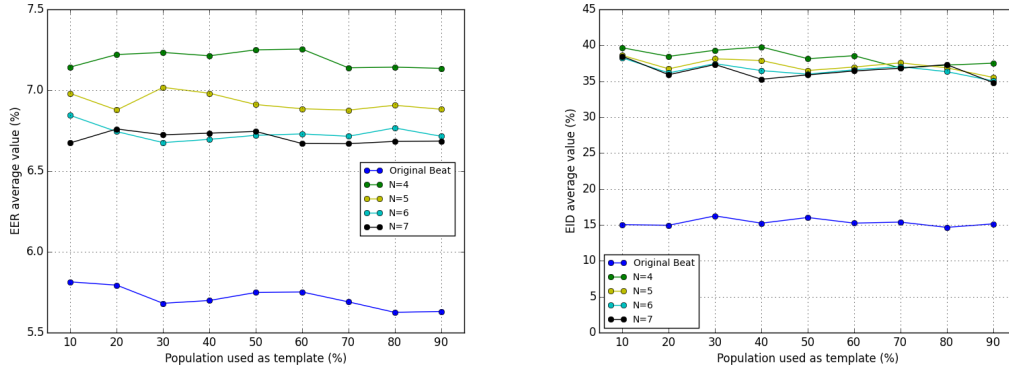 7.5
7.0
6.5
6.0
5.5
EER average value (%)
10 20 30 40 50 60 70 80 90
Population used as template (%)
Original Beat
N=4
N=5
N=6
N=7
45
40
35
30
25
20
15
10
5
0
EID average value (%)
10 20 30 40 50 60 70 80 90
Population used as template (%)
Original Beat
N=4
N=5
N=6
N=7